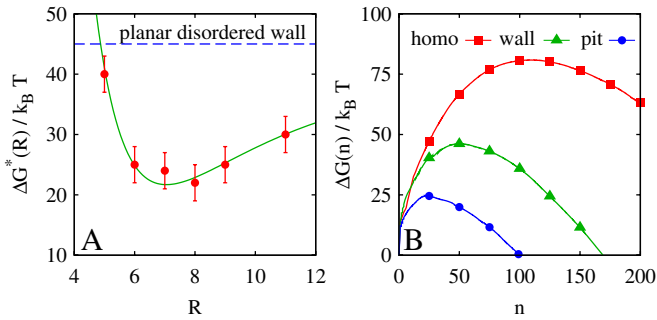 50
40
30
20
10
ΔG*(R) / k_B T
planar disordered wall
A
4 6 8 10 12
R
100
75
50
25
0
ΔG(n) / k_B T
homo wall pit
B
0 50 100 150 200
n